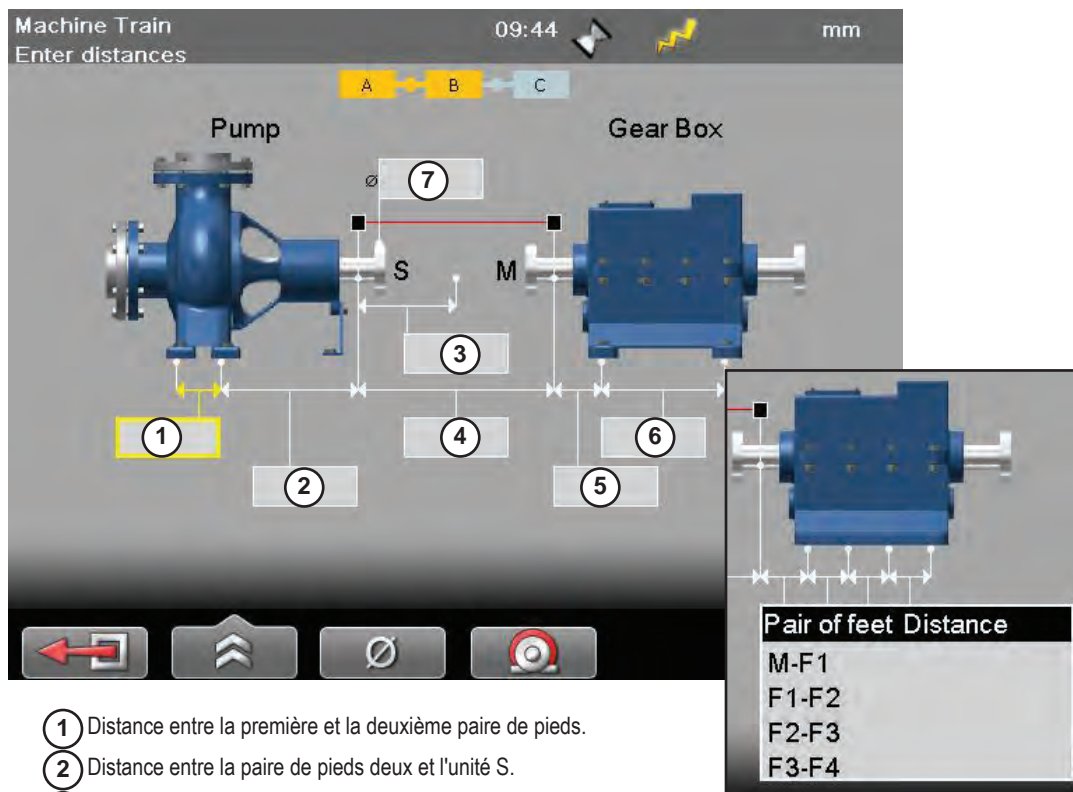 Machine Train
Enter distances
09:44
mm
A B C
Pump
Gear Box
Ø 7
S
M
3
1
4
6
2
5
Ø
Pair of feet Distance
M-F1
F1-F2
F2-F3
F3-F4
1 Distance entre la première et la deuxième paire de pieds.
2 Distance entre la paire de pieds deux et l'unité S.